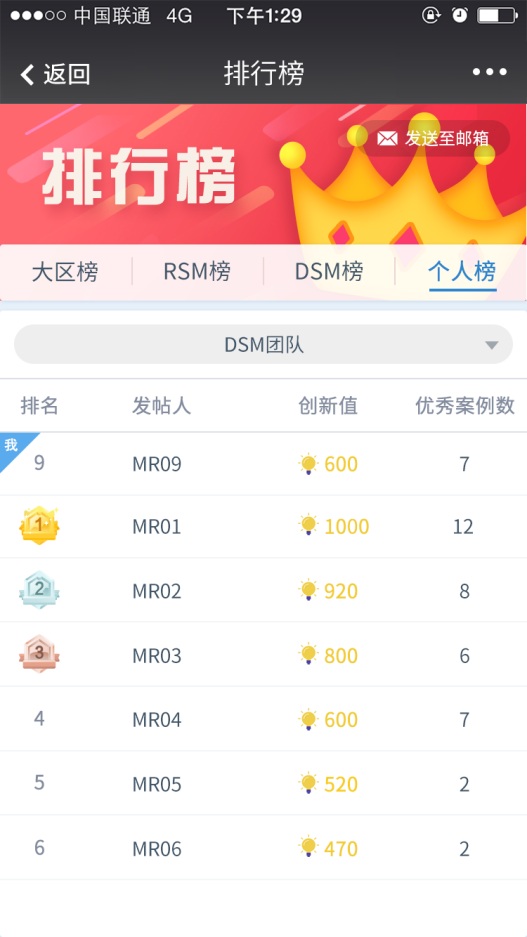 中国联通 4G 下午1:29
返回 排行榜
发送至邮箱
排行榜
大区榜 RSM榜 DSM榜 个人榜
DSM团队
排名 发帖人 创新值 优秀案例数
我
9 MR09 600 7
1 MR01 1000 12
2 MR02 920 8
3 MR03 800 6
4 MR04 600 7
5 MR05 520 2
6 MR06 470 2